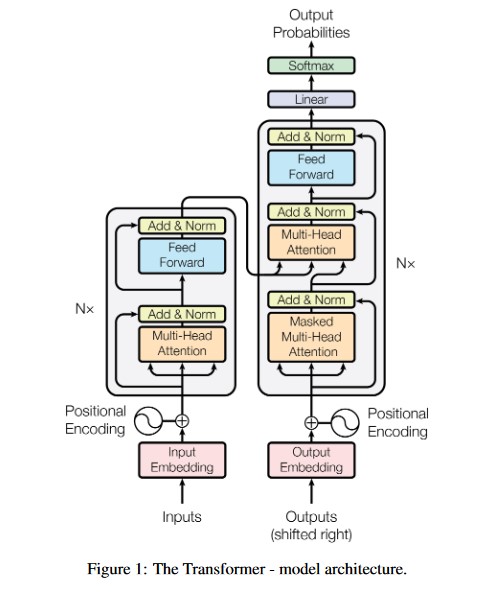 Output
Probabilities
Softmax
Linear
Add & Norm
Feed
Forward
Add & Norm
Multi-Head
Attention
Add & Norm
Masked
Multi-Head
Attention
Nx
Add & Norm
Feed
Forward
Add & Norm
Multi-Head
Attention
Nx
Positional
Encoding
Positional
Encoding
Input
Embedding
Output
Embedding
Inputs
Outputs
(shifted right)
Figure 1: The Transformer - model architecture.